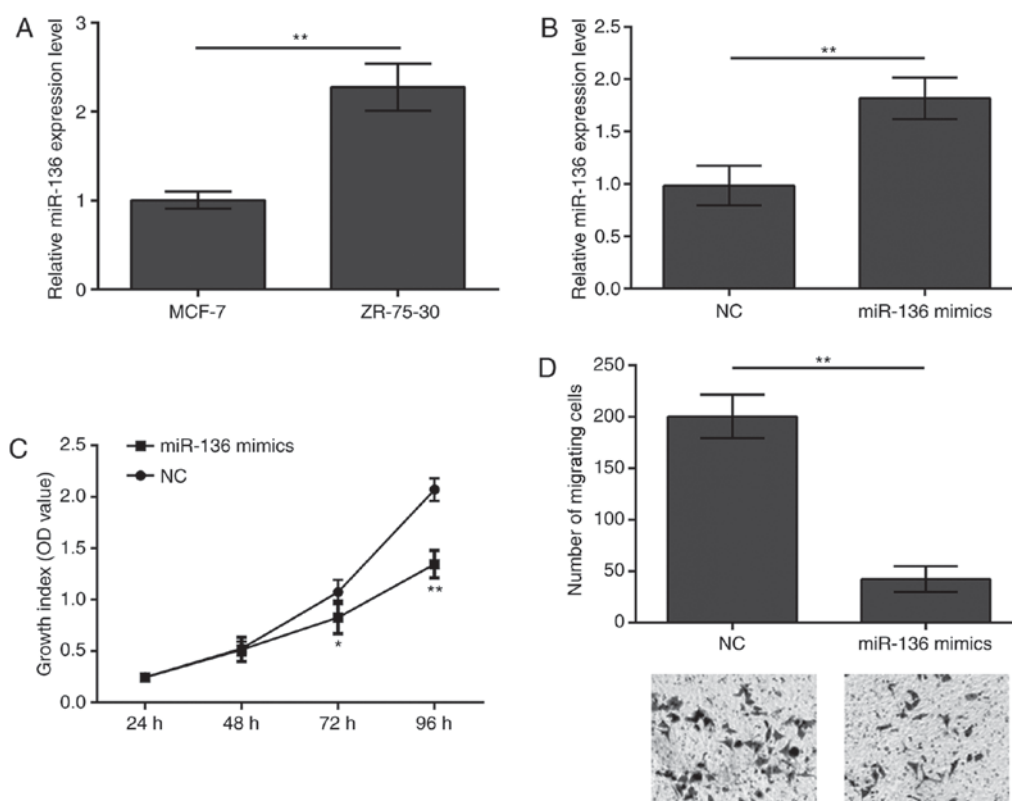 A
Relative miR-136 expression level
3
2
1
0
**
MCF-7
ZR-75-30
B
Relative miR-136 expression level
2.5
2.0
1.5
1.0
0.5
0.0
**
NC
miR-136 mimics
C
Growth index (OD value)
2.5
2.0
1.5
1.0
0.5
0.0
miR-136 mimics
NC
*
**
24 h
48 h
72 h
96 h
D
Number of migrating cells
250
200
150
100
50
0
**
NC
miR-136 mimics